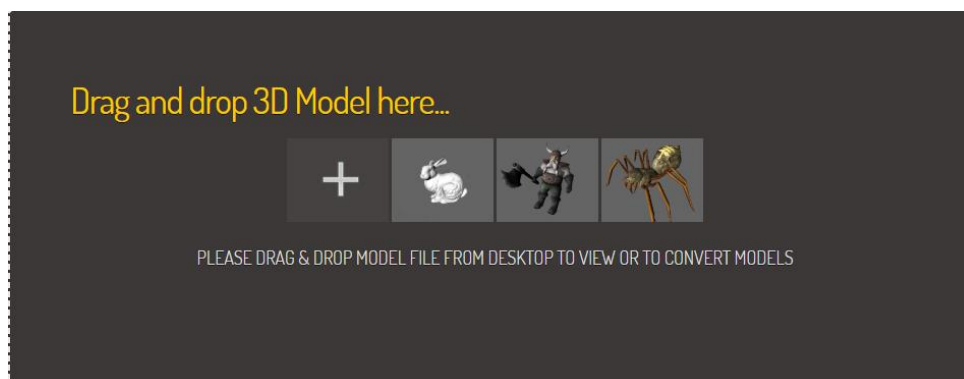 Drag and drop 3D Model here...
PLEASE DRAG & DROP MODEL FILE FROM DESKTOP TO VIEW OR TO CONVERT MODELS